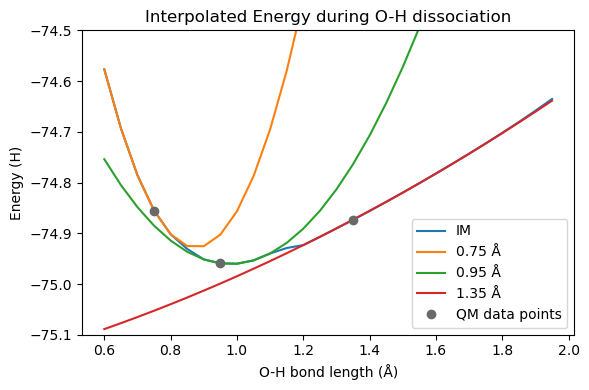 Interpolated Energy during O-H dissociation
Energy (H)
−74.5
−74.6
−74.7
−74.8
−74.9
−75.0
−75.1
0.6 0.8 1.0 1.2 1.4 1.6 1.8 2.0
O-H bond length (Å)
IM
0.75 Å
0.95 Å
1.35 Å
QM data points